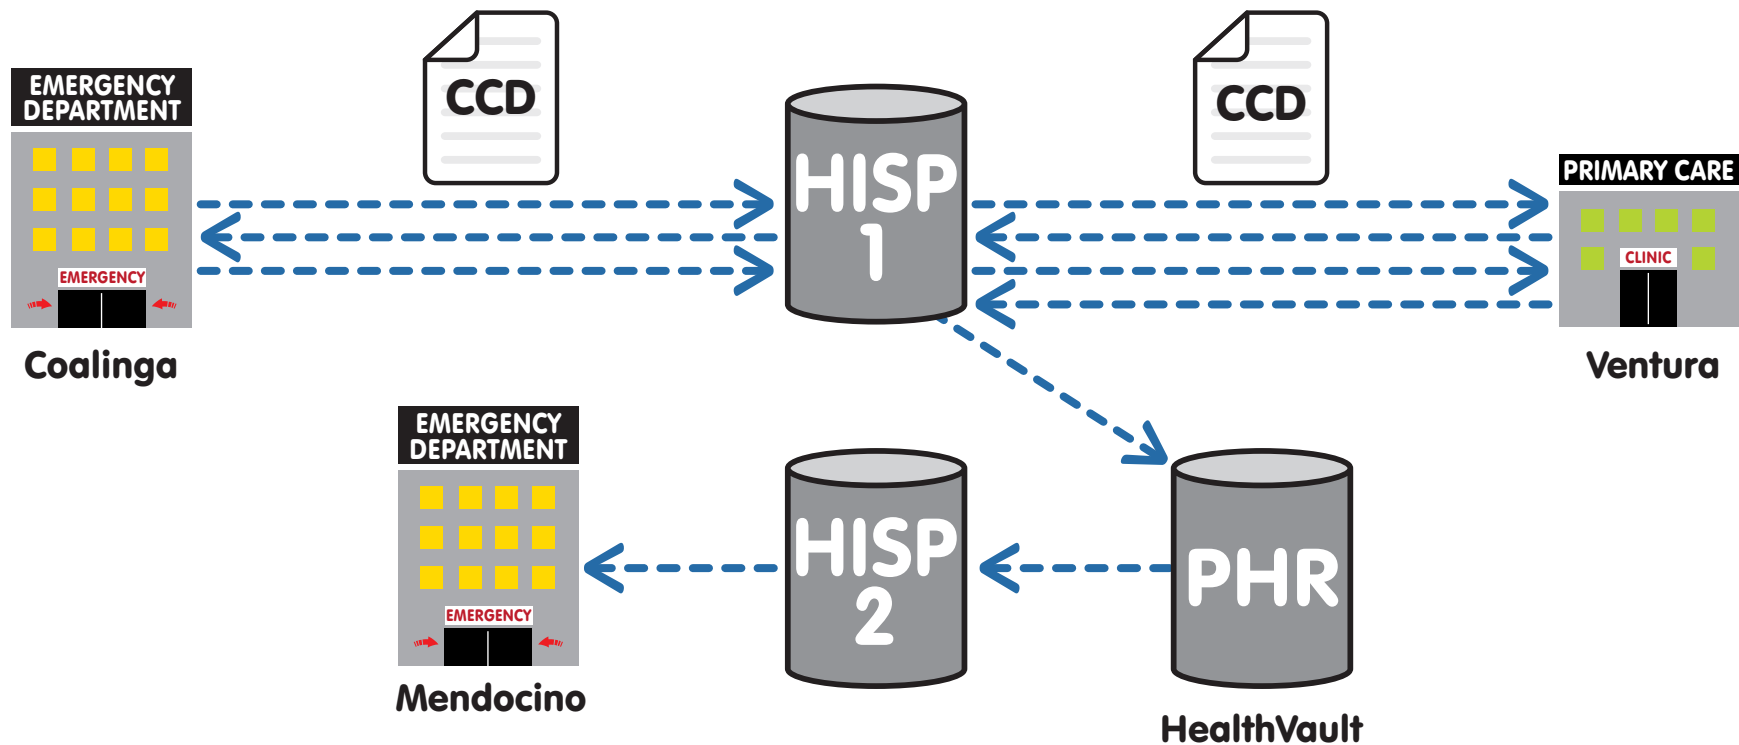 CCD
CCD
EMERGENCY
DEPARTMENT
HISP
1
PRIMARY CARE
EMERGENCY
CLINIC
Coalinga
Ventura
EMERGENCY
DEPARTMENT
HISP
2
PHR
EMERGENCY
Mendocino
HealthVault